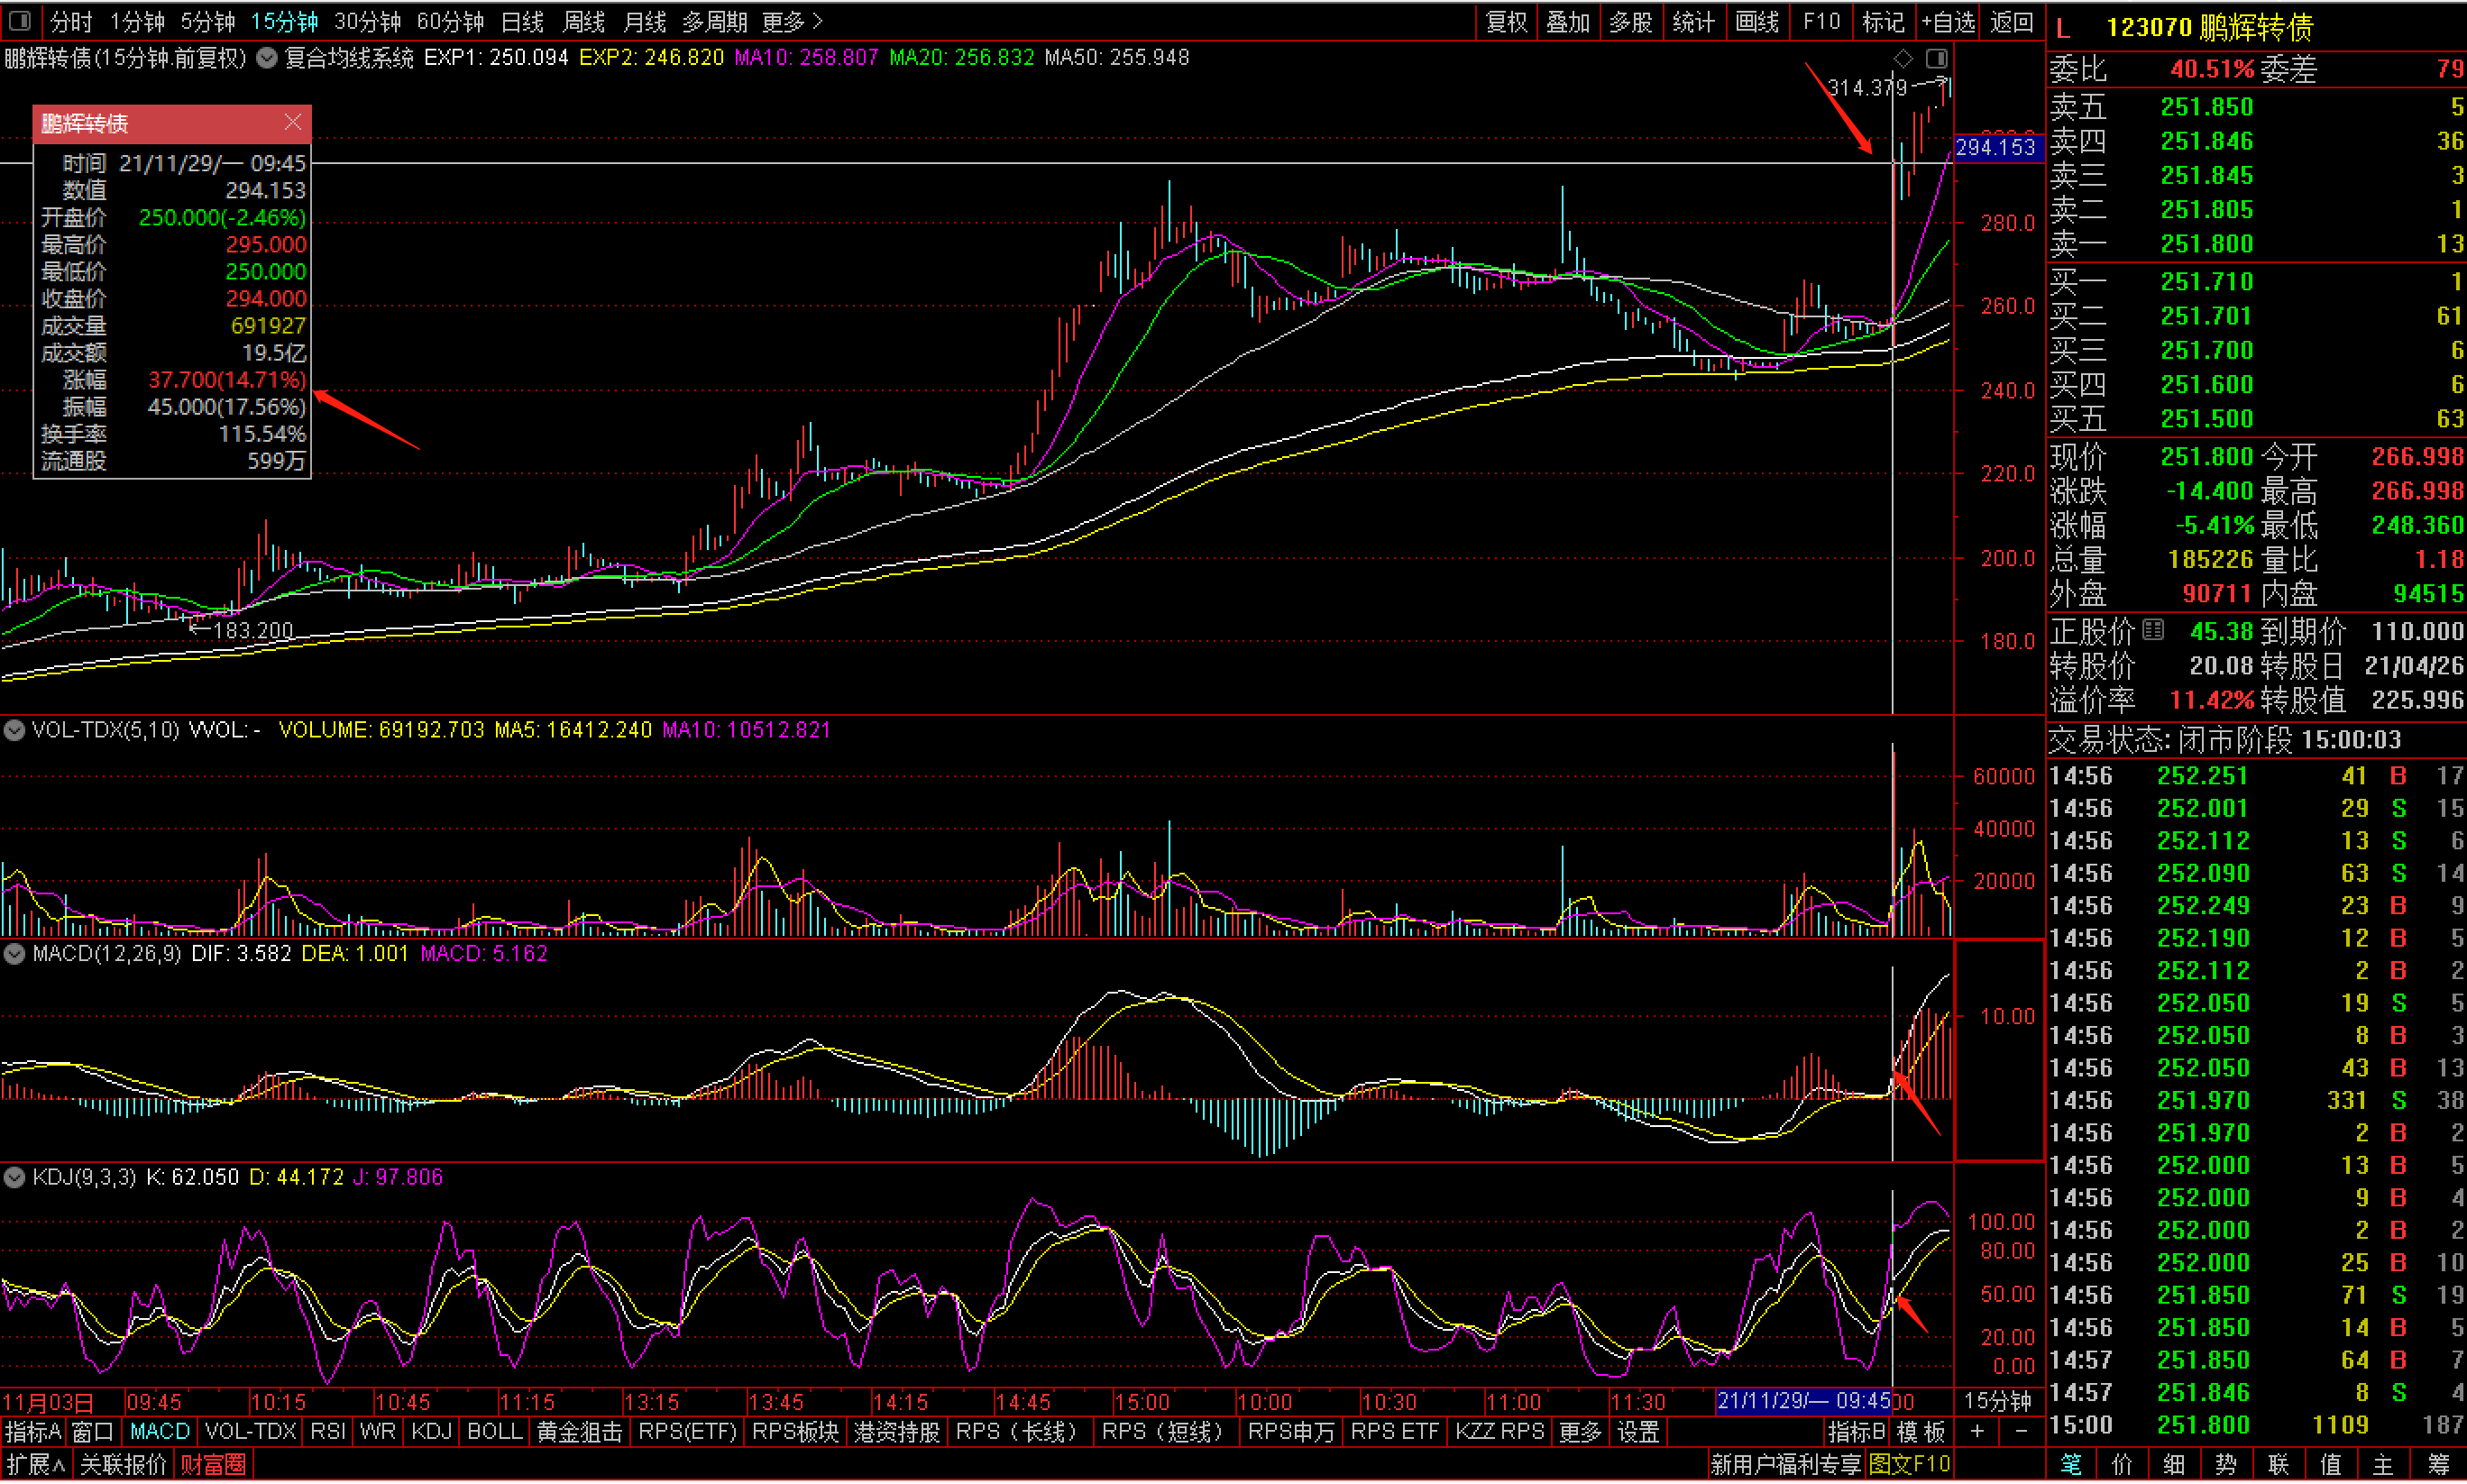 分时 1分钟 5分钟 15分钟 30分钟 60分钟 日线 周线 月线 多周期 更多 >
复权 叠加 多股 统计 画线 F10 标记 +自选 返回
L 123070 鹏辉转债
鹏辉转债(15分钟.前复权) 复合均线系统 EXP1: 250.094 EXP2: 246.820 MA10: 258.807 MA20: 256.832 MA50: 255.948
鹏辉转债
时间 21/11/29/一 09:45
数值 294.153
开盘价 250.000(-2.46%)
最高价 295.000
最低价 250.000
收盘价 294.000
成交量 691927
成交额 19.5亿
涨幅 37.700(14.71%)
振幅 45.000(17.56%)
换手率 115.54%
流通股 599万
314.379
183.200
294.153
280.0
260.0
240.0
220.0
200.0
180.0
VOL-TDX(5,10) VVOL: - VOLUME: 69192.703 MA5: 16412.240 MA10: 10512.821
60000
40000
20000
MACD(12,26,9) DIF: 3.582 DEA: 1.001 MACD: 5.162
10.00
KDJ(9,3,3) K: 62.050 D: 44.172 J: 97.806
100.00
80.00
50.00
20.00
0.00
11月03日 09:45 10:15 10:45 11:15 13:15 13:45 14:15 14:45 15:00 10:00 10:30 11:00 11:30 21/11/29/一 09:45 00 15分钟
指标A 窗口 MACD VOL-TDX RSI WR KDJ BOLL 黄金狙击 RPS(ETF) RPS板块 港资持股 RPS（长线） RPS（短线） RPS申万 RPS ETF KZZ RPS 更多 设置 指标B 模板 + -
扩展∧ 关联报价 财富圈 新用户福利专享 图文F10
委比 40.51% 委差 79
卖五 251.850 5
卖四 251.846 36
卖三 251.845 3
卖二 251.805 1
卖一 251.800 13
买一 251.710 1
买二 251.701 61
买三 251.700 6
买四 251.600 6
买五 251.500 63
现价 251.800 今开 266.998
涨跌 -14.400 最高 266.998
涨幅 -5.41% 最低 248.360
总量 185226 量比 1.18
外盘 90711 内盘 94515
正股价 45.38 到期价 110.000
转股价 20.08 转股日 21/04/26
溢价率 11.42% 转股值 225.996
交易状态: 闭市阶段 15:00:03
14:56 252.251 41 B 17
14:56 252.001 29 S 15
14:56 252.112 13 S 6
14:56 252.090 63 S 14
14:56 252.249 23 B 9
14:56 252.190 12 B 5
14:56 252.112 2 B 2
14:56 252.050 19 S 5
14:56 252.050 8 B 3
14:56 252.050 43 B 13
14:56 251.970 331 S 38
14:56 251.970 2 B 2
14:56 252.000 13 B 5
14:56 252.000 9 B 4
14:56 252.000 2 B 2
14:56 252.000 25 B 10
14:56 251.850 71 S 19
14:56 251.850 14 B 5
14:57 251.850 64 B 7
14:57 251.846 8 S 4
15:00 251.800 1109 187
笔 价 细 势 联 值 主 筹